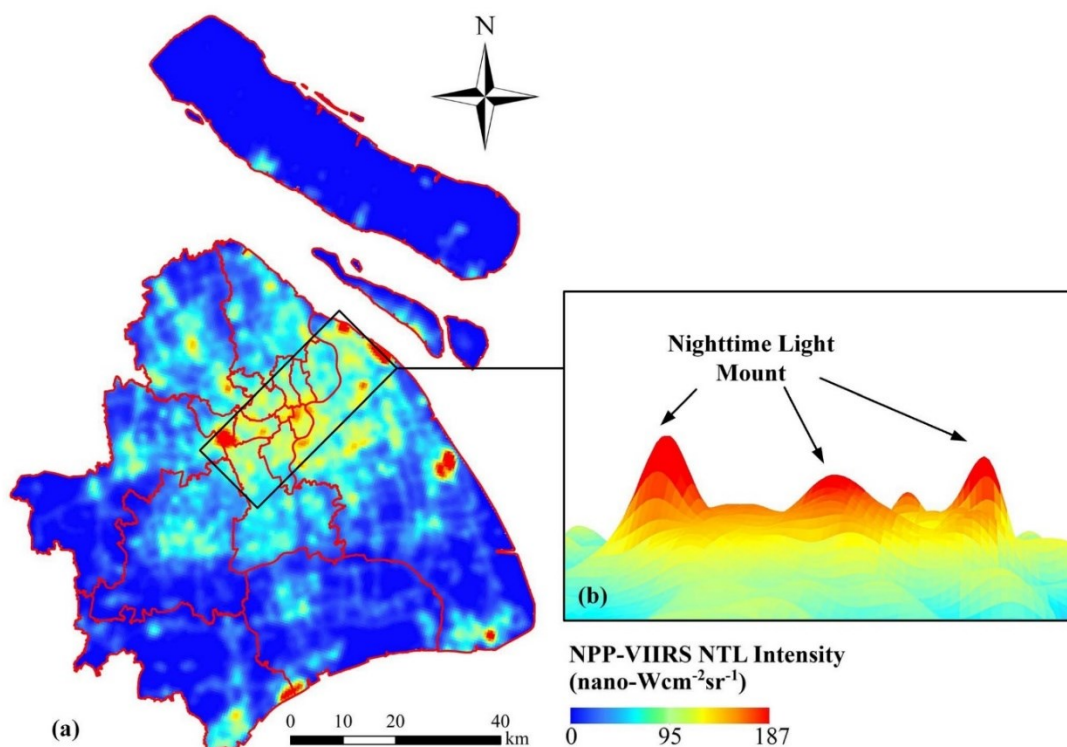 N
Nighttime Light
Mount
(b)
NPP-VIIRS NTL Intensity
(nano-Wcm⁻²sr⁻¹)
0 95 187
(a)
0 10 20 40
km